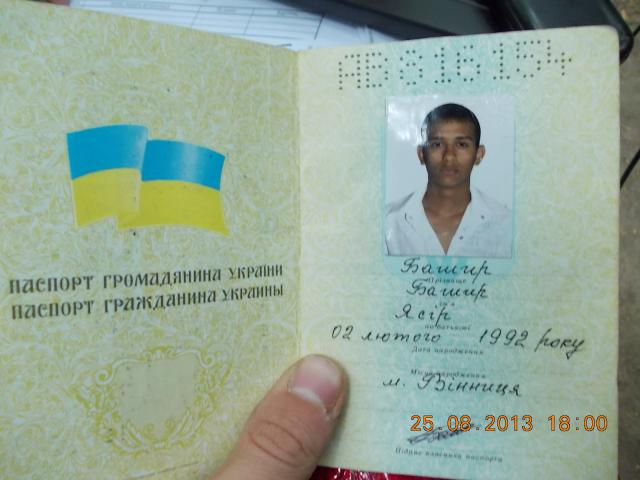 ПАСПОРТ ГРОМАДЯНИНА УКРАЇНИ
ПАСПОРТ ГРАЖДАНИНА УКРАИНЫ
АВ816154
Башир
Прізвище
Башир
Ім'я
Ясір
по батькові
02 лютого 1992 року
Дата народження
Місце народження
м. Вінниця
25.08.2013 18:00
Підпис власника паспорта